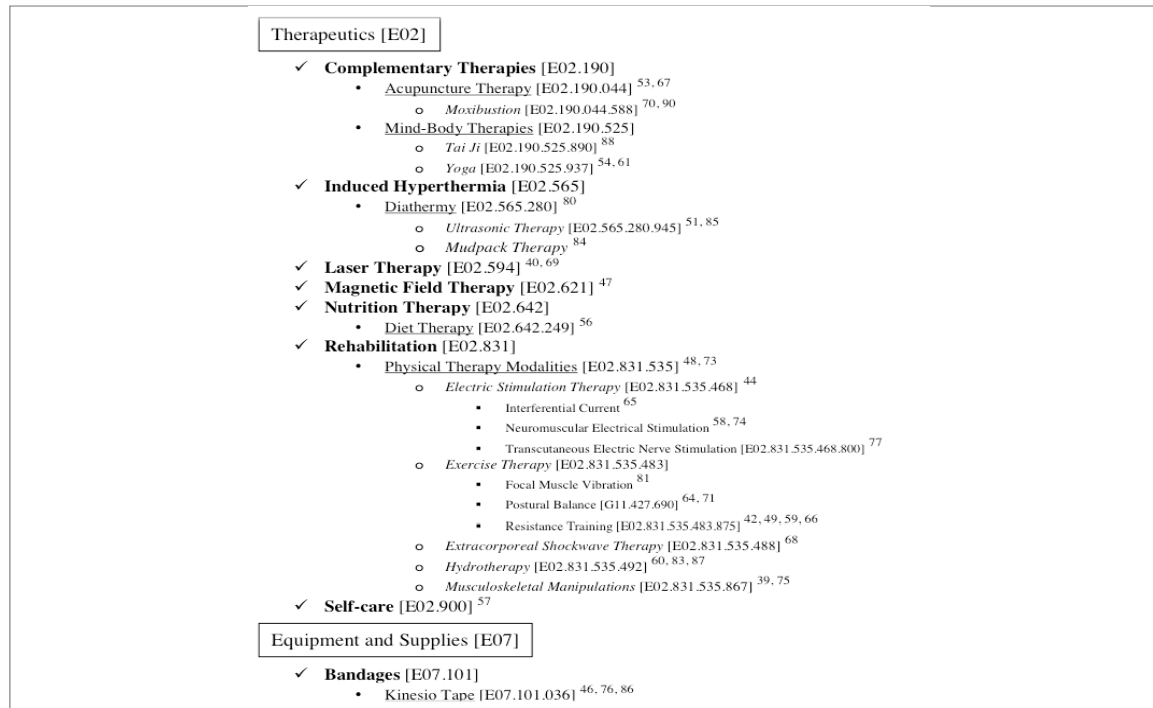 Therapeutics [E02]
✓ Complementary Therapies [E02.190]
• Acupuncture Therapy [E02.190.044] 53, 67
o Moxibustion [E02.190.044.588] 70, 90
• Mind-Body Therapies [E02.190.525]
o Tai Ji [E02.190.525.890] 88
o Yoga [E02.190.525.937] 54, 61
✓ Induced Hyperthermia [E02.565]
• Diathermy [E02.565.280] 80
o Ultrasonic Therapy [E02.565.280.945] 51, 85
o Mudpack Therapy 84
✓ Laser Therapy [E02.594] 40, 69
✓ Magnetic Field Therapy [E02.621] 47
✓ Nutrition Therapy [E02.642]
• Diet Therapy [E02.642.249] 56
✓ Rehabilitation [E02.831]
• Physical Therapy Modalities [E02.831.535] 48, 73
o Electric Stimulation Therapy [E02.831.535.468] 44
▪ Interferential Current 65
▪ Neuromuscular Electrical Stimulation 58, 74
▪ Transcutaneous Electric Nerve Stimulation [E02.831.535.468.800] 77
o Exercise Therapy [E02.831.535.483]
▪ Focal Muscle Vibration 81
▪ Postural Balance [G11.427.690] 64, 71
▪ Resistance Training [E02.831.535.483.875] 42, 49, 59, 66
o Extracorporeal Shockwave Therapy [E02.831.535.488] 68
o Hydrotherapy [E02.831.535.492] 60, 83, 87
o Musculoskeletal Manipulations [E02.831.535.867] 39, 75
✓ Self-care [E02.900] 57
Equipment and Supplies [E07]
✓ Bandages [E07.101]
• Kinesio Tape [E07.101.036] 46, 76, 86